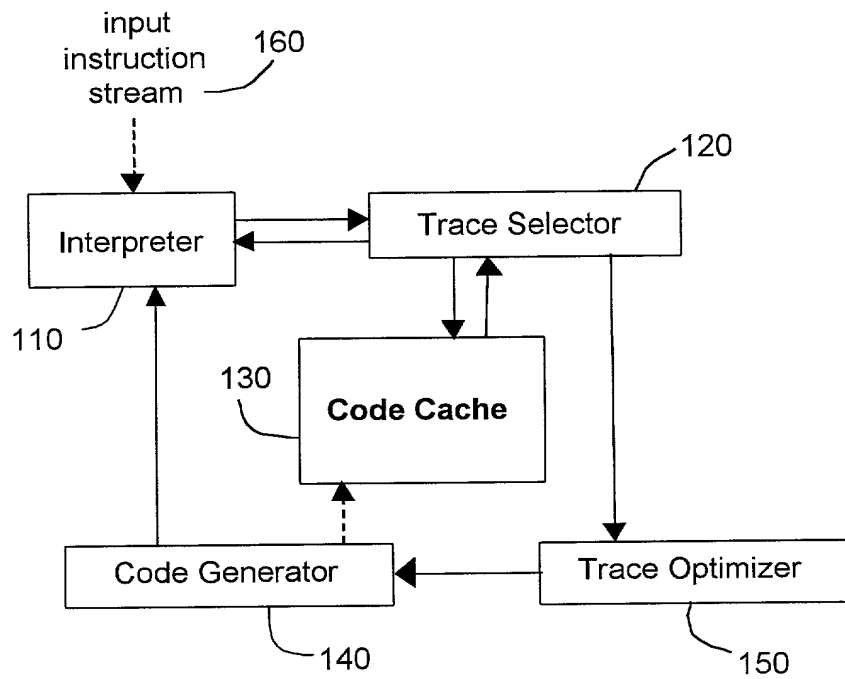 input
instruction
stream
160
120
Interpreter
Trace Selector
110
130
Code Cache
Code Generator
Trace Optimizer
140
150